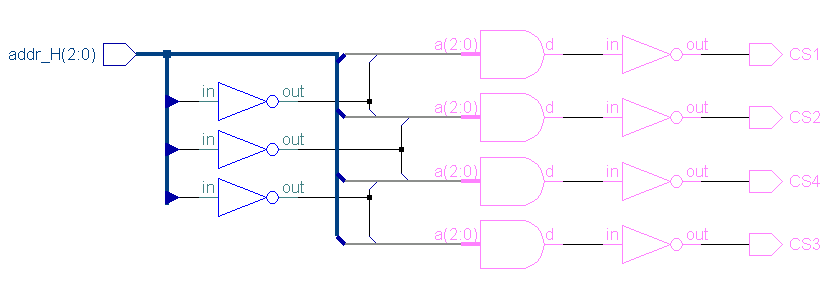 a(2:0) d in out CS1
addr_H(2:0)
in out
a(2:0) d in out CS2
in out
a(2:0) d in out CS4
in out
a(2:0) d in out CS3